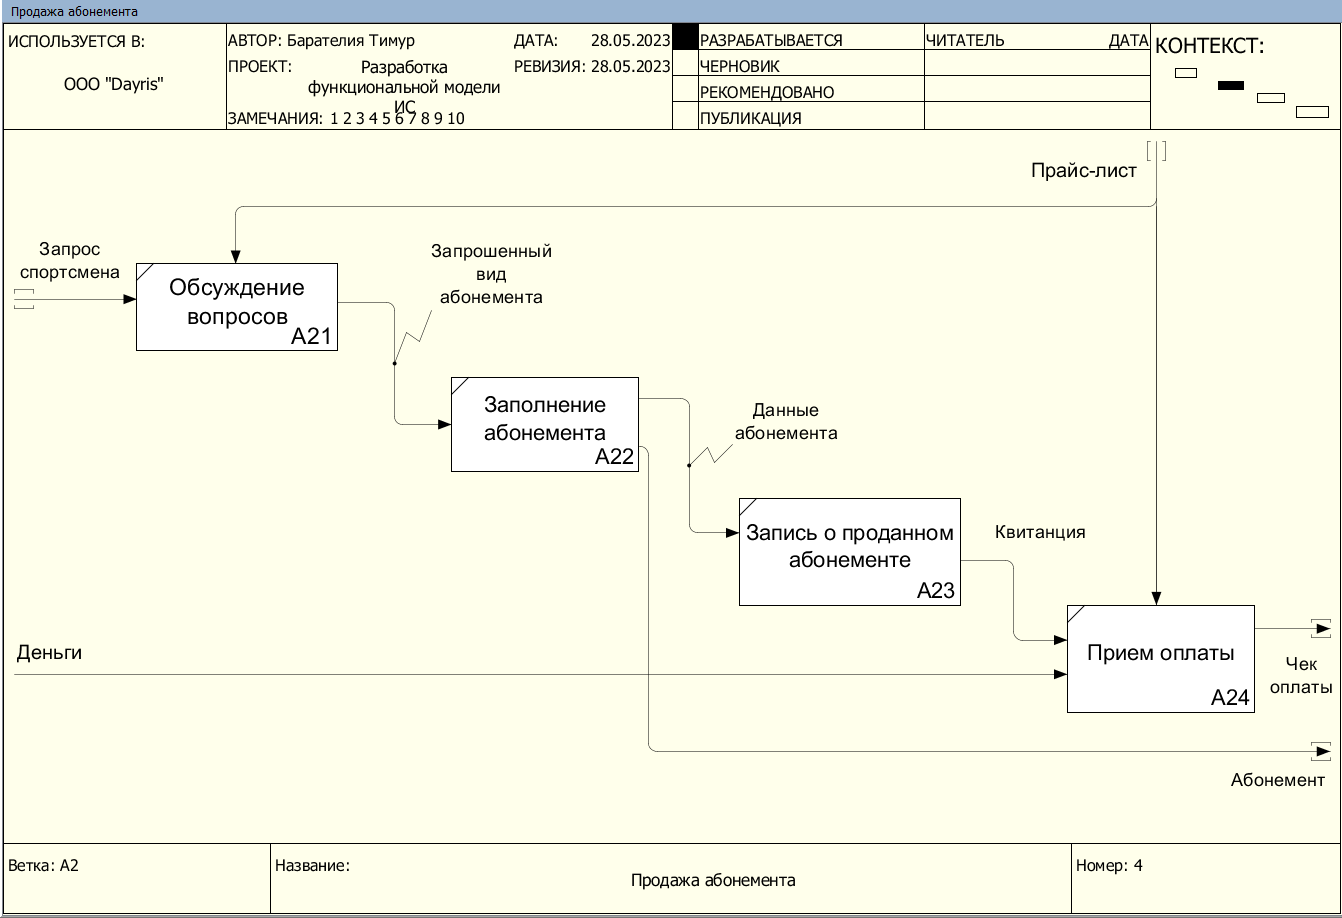 Продажа абонемента
ИСПОЛЬЗУЕТСЯ В:
ООО "Dayris"
АВТОР: Барателия Тимур
ДАТА: 28.05.2023
ПРОЕКТ: Разработка
функциональной модели
ИС
РЕВИЗИЯ: 28.05.2023
ЗАМЕЧАНИЯ: 1 2 3 4 5 6 7 8 9 10
РАЗРАБАТЫВАЕТСЯ
ЧЕРНОВИК
РЕКОМЕНДОВАНО
ПУБЛИКАЦИЯ
ЧИТАТЕЛЬ ДАТА
КОНТЕКСТ:
Прайс-лист
Запрос
спортсмена
Обсуждение
вопросов
A21
Запрошенный
вид
абонемента
Заполнение
абонемента
A22
Данные
абонемента
Запись о проданном
абонементе
A23
Квитанция
Деньги
Прием оплаты
A24
Чек
оплаты
Абонемент
Ветка: A2
Название:
Продажа абонемента
Номер: 4